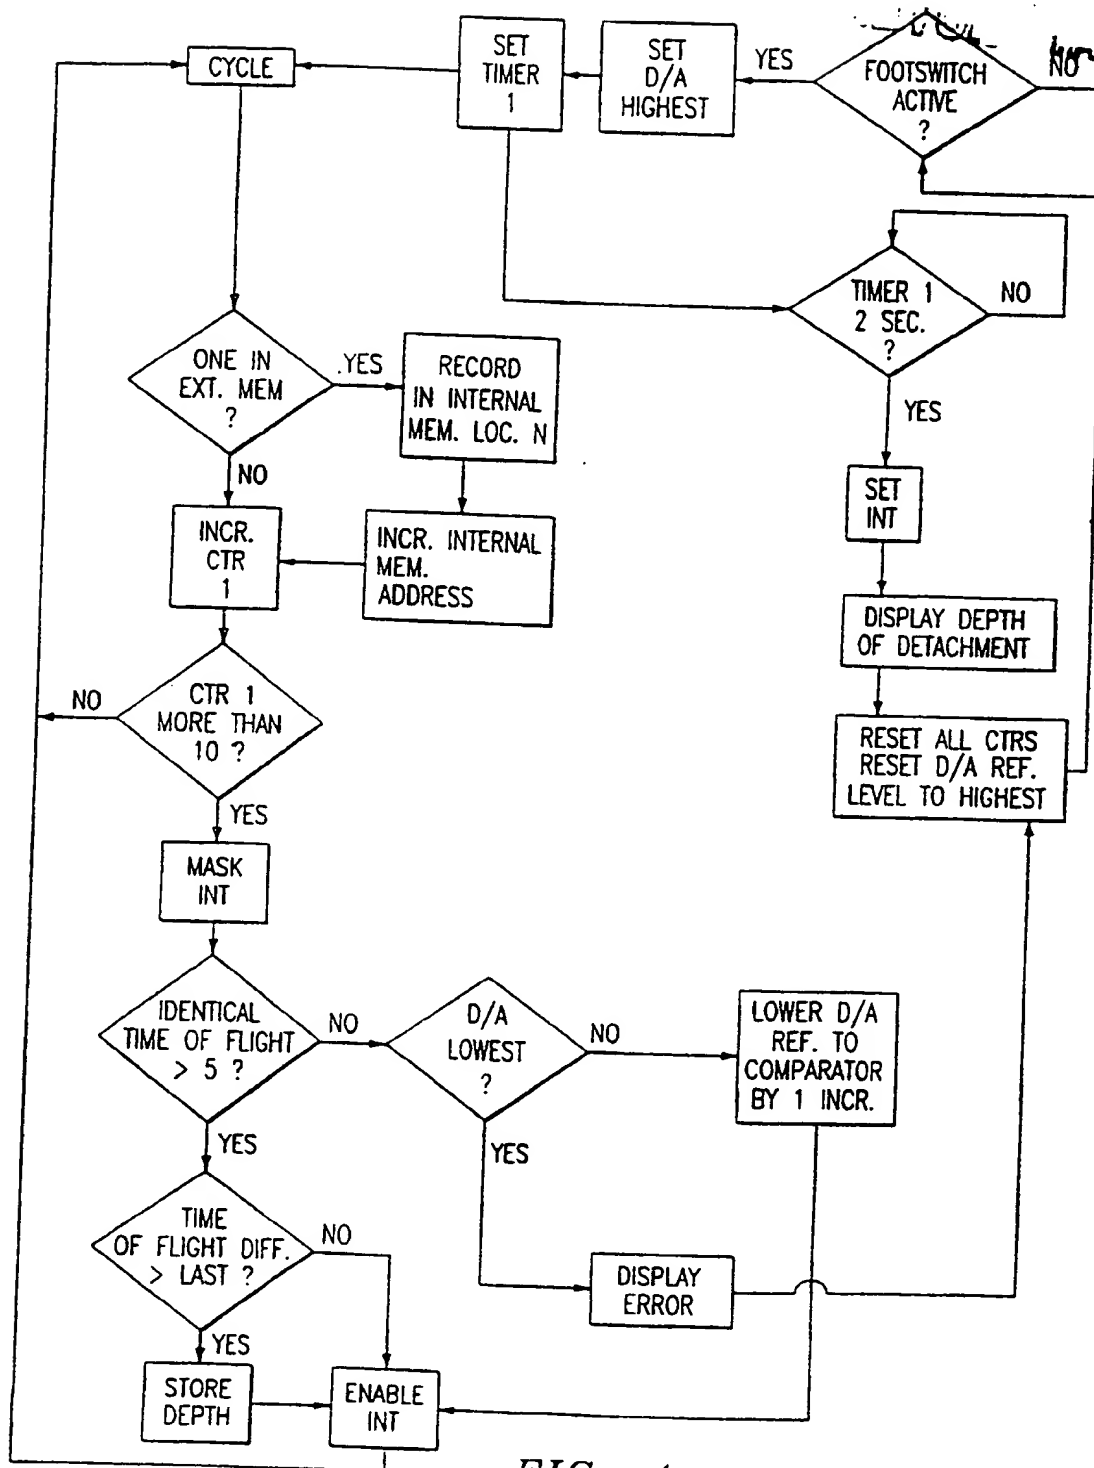 CYCLE
SET
TIMER
1
SET
D/A
HIGHEST
YES
FOOTSWITCH
ACTIVE
?
NO
TIMER 1
2 SEC.
?
NO
YES
ONE IN
EXT. MEM
?
.YES
RECORD
IN INTERNAL
MEM. LOC. N
NO
SET
INT
INCR.
CTR
1
INCR. INTERNAL
MEM.
ADDRESS
DISPLAY DEPTH
OF DETACHMENT
CTR 1
MORE THAN
10 ?
NO
YES
RESET ALL CTRS
RESET D/A REF.
LEVEL TO HIGHEST
MASK
INT
IDENTICAL
TIME OF FLIGHT
> 5 ?
NO
D/A
LOWEST
?
NO
LOWER D/A
REF. TO
COMPARATOR
BY 1 INCR.
YES
YES
TIME
OF FLIGHT DIFF.
> LAST ?
NO
DISPLAY
ERROR
YES
STORE
DEPTH
ENABLE
INT